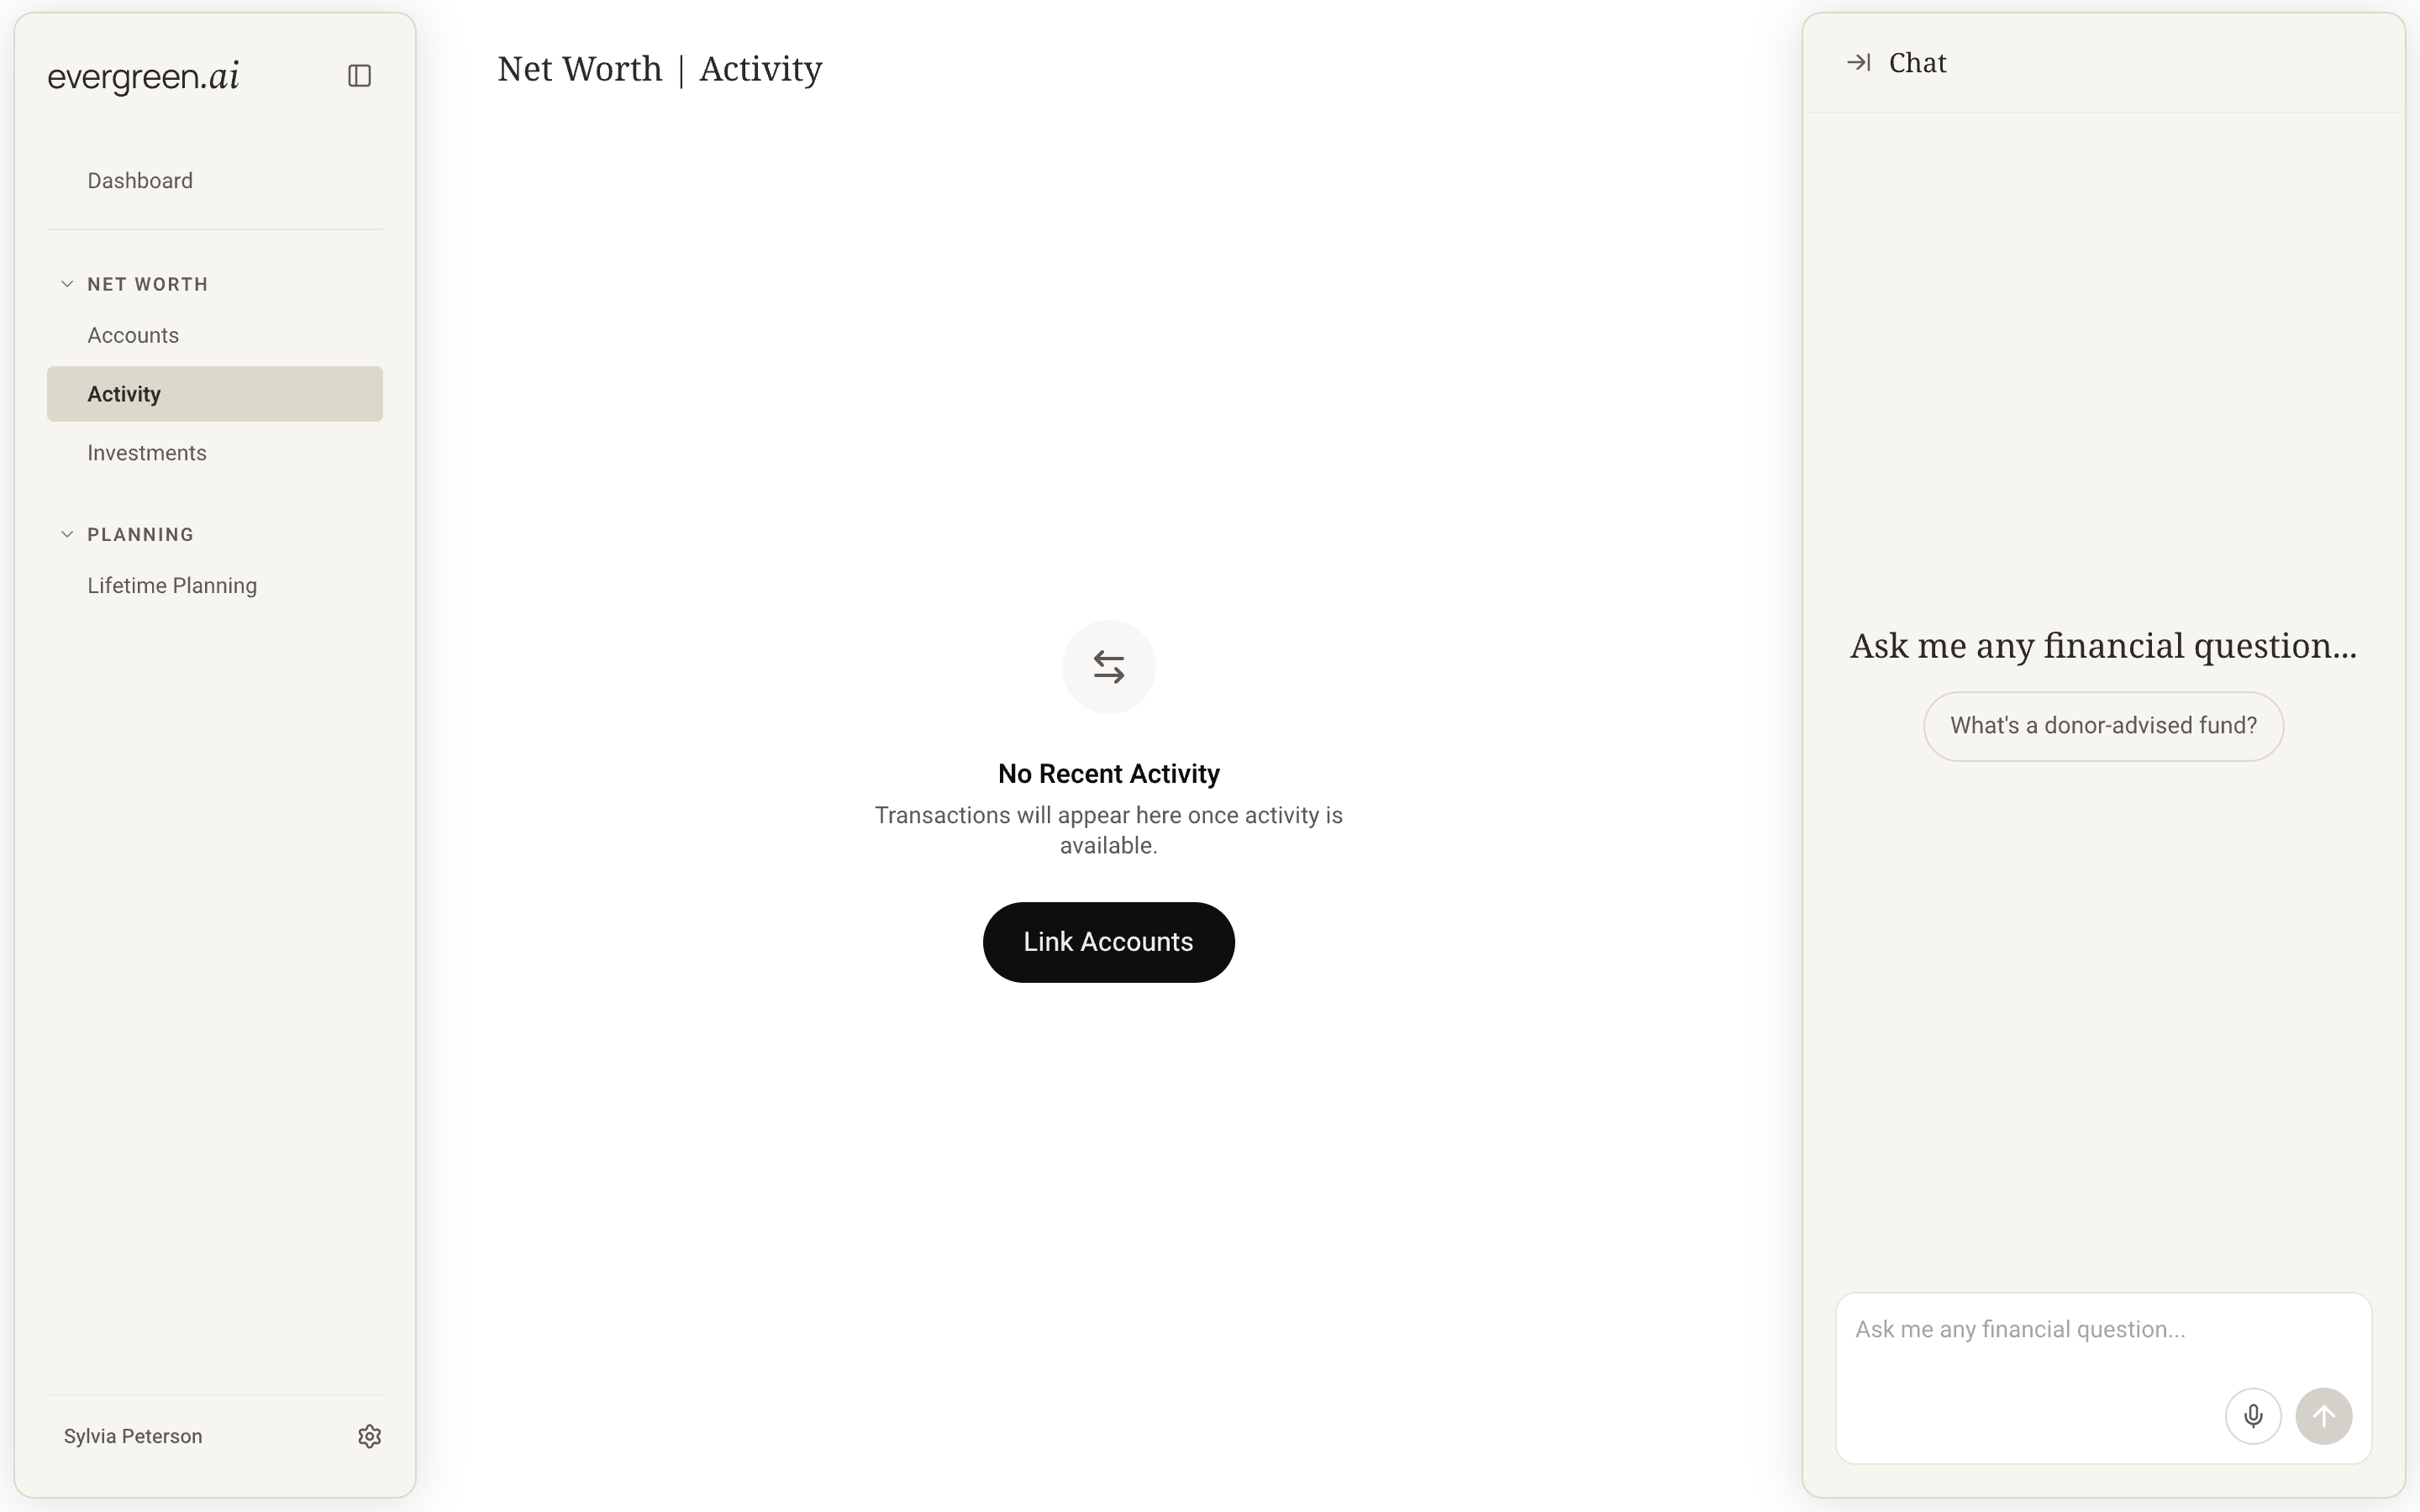 evergreen.ai
Dashboard
NET WORTH
Accounts
Activity
Investments
PLANNING
Lifetime Planning
Sylvia Peterson
Net Worth | Activity
No Recent Activity
Transactions will appear here once activity is
available.
Link Accounts
Chat
Ask me any financial question...
What's a donor-advised fund?
Ask me any financial question...